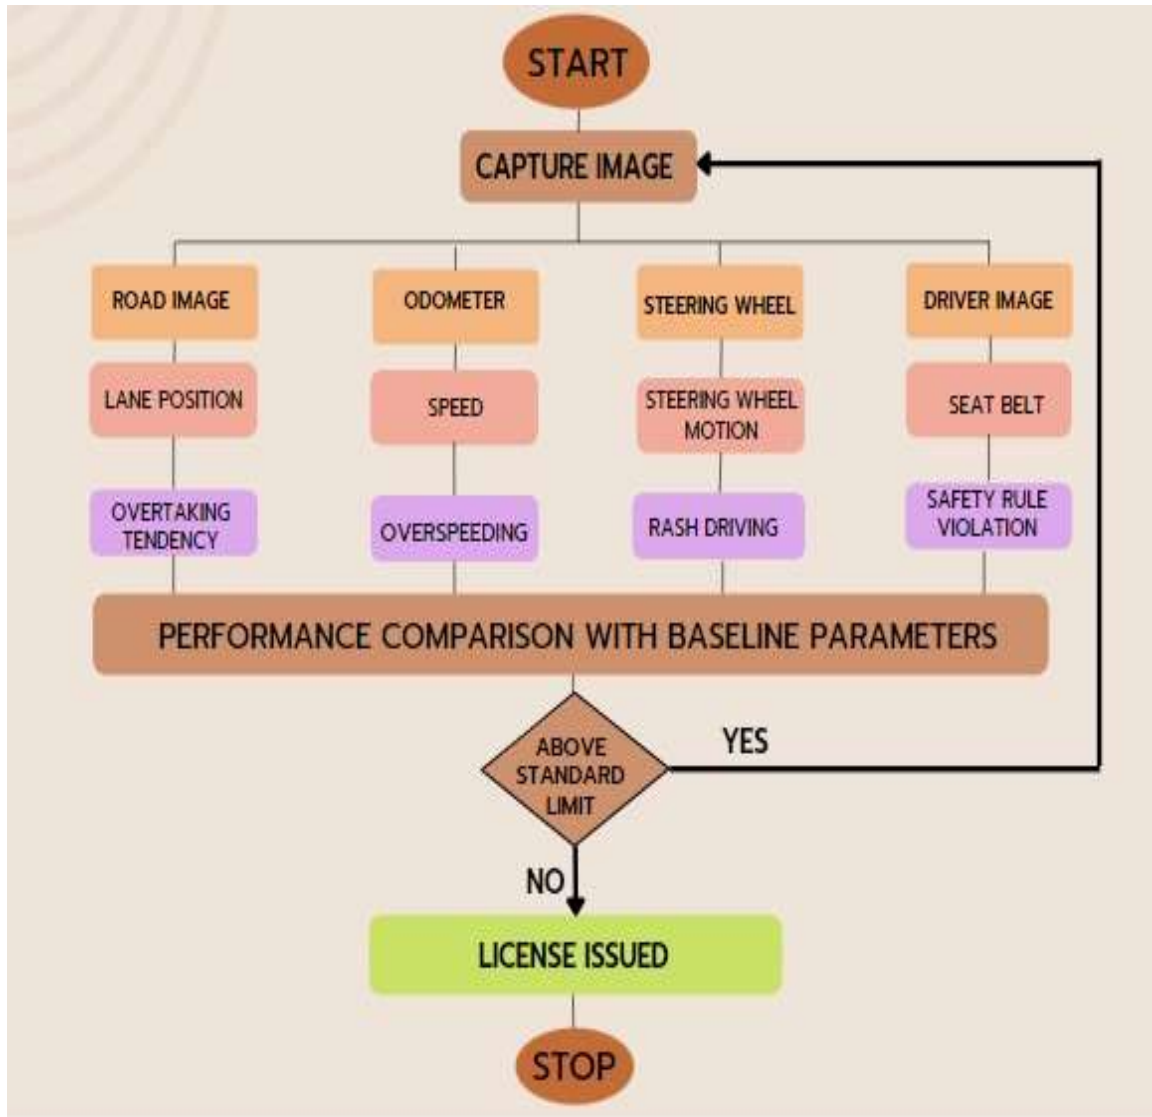 START
CAPTURE IMAGE
ROAD IMAGE
ODOMETER
STEERING WHEEL
DRIVER IMAGE
LANE POSITION
SPEED
STEERING WHEEL
MOTION
SEAT BELT
OVERTAKING
TENDENCY
OVERSPEEDING
RASH DRIVING
SAFETY RULE
VIOLATION
PERFORMANCE COMPARISON WITH BASELINE PARAMETERS
ABOVE
STANDARD
LIMIT
YES
NO
LICENSE ISSUED
STOP